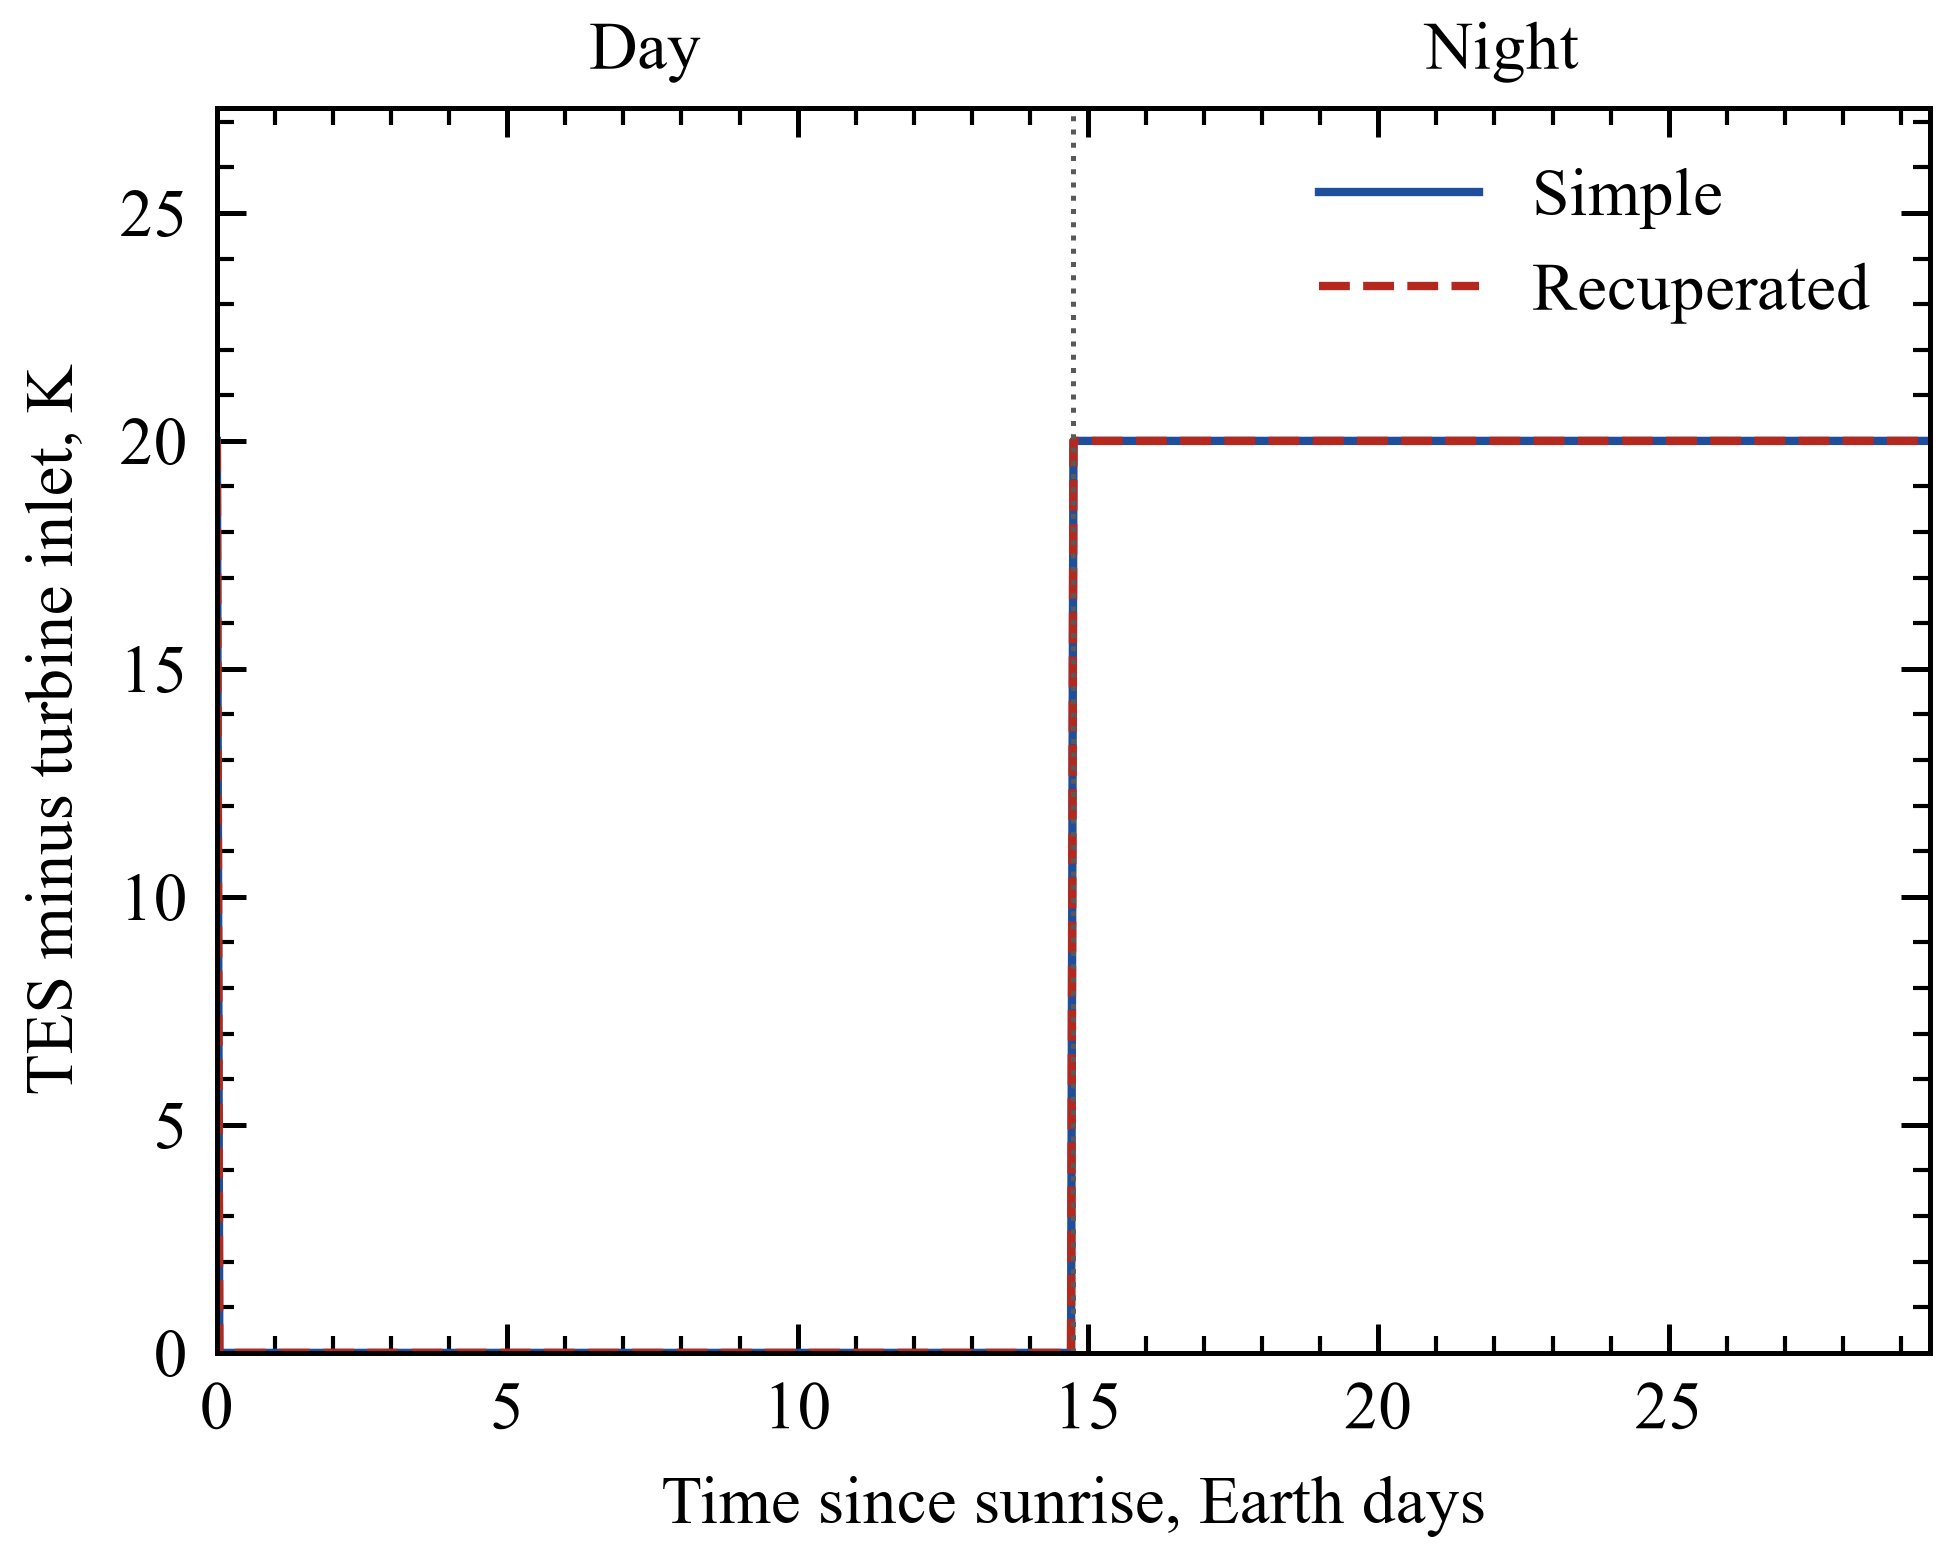 Day Night
25
20
15
10
5
0
TES minus turbine inlet, K
Simple
Recuperated
0 5 10 15 20 25
Time since sunrise, Earth days